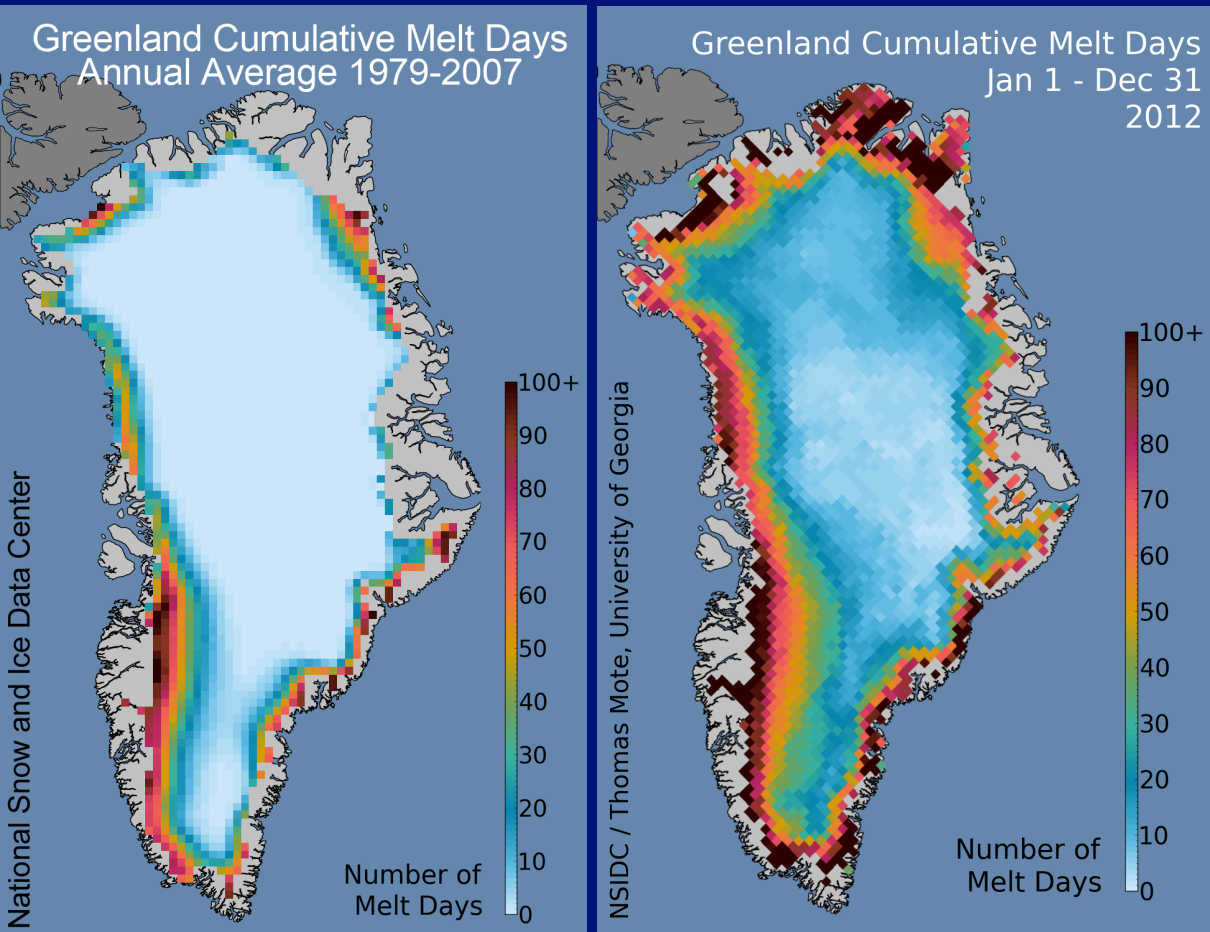 Greenland Cumulative Melt Days
Annual Average 1979-2007
National Snow and Ice Data Center
100+
90
80
70
60
50
40
30
20
10
0
Number of
Melt Days
Greenland Cumulative Melt Days
Jan 1 - Dec 31
2012
NSIDC / Thomas Mote, University of Georgia
100+
90
80
70
60
50
40
30
20
10
0
Number of
Melt Days